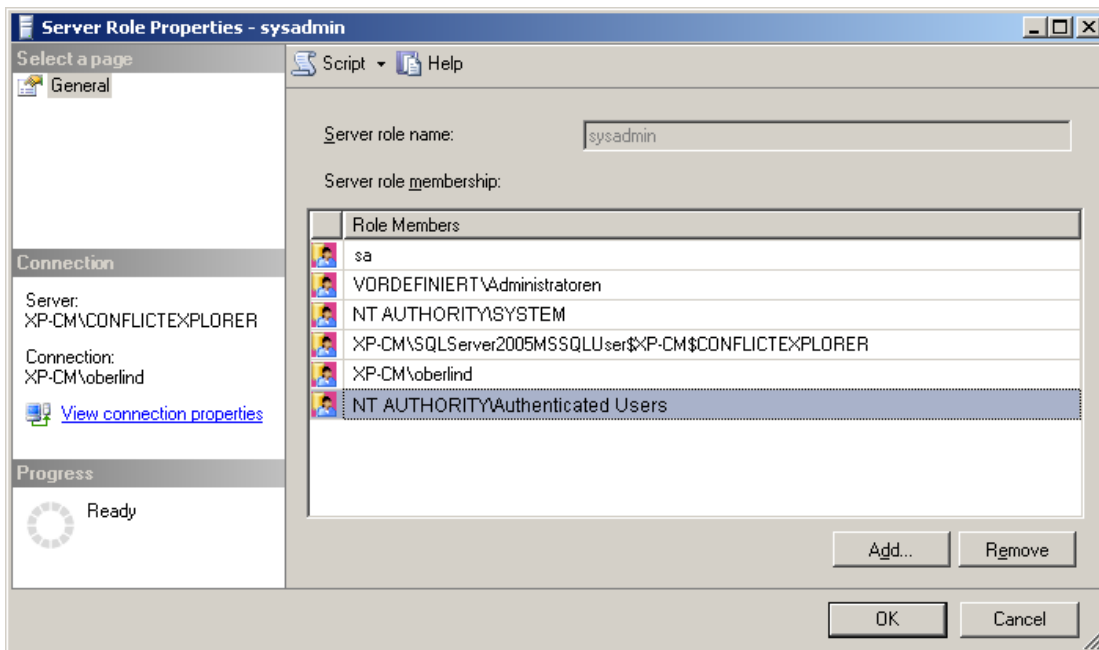 Server Role Properties - sysadmin
Select a page
General
Script Help
Server role name: sysadmin
Server role membership:
Role Members
sa
VORDEFINIERT\Administratoren
NT AUTHORITY\SYSTEM
XP-CM\SQLServer2005MSSQLUser$XP-CM$CONFLICTEXPLORER
XP-CM\oberlind
NT AUTHORITY\Authenticated Users
Connection
Server:
XP-CM\CONFLICTEXPLORER
Connection:
XP-CM\oberlind
View connection properties
Progress
Ready
Add... Remove
OK Cancel